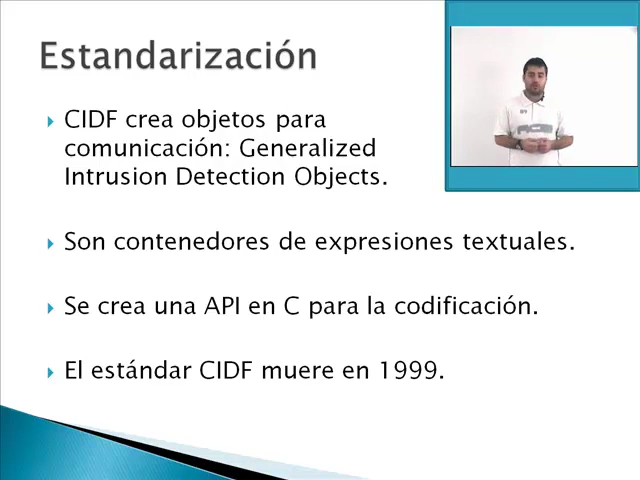 Estandarización
CIDF crea objetos para
comunicación: Generalized
Intrusion Detection Objects.
Son contenedores de expresiones textuales.
Se crea una API en C para la codificación.
El estándar CIDF muere en 1999.